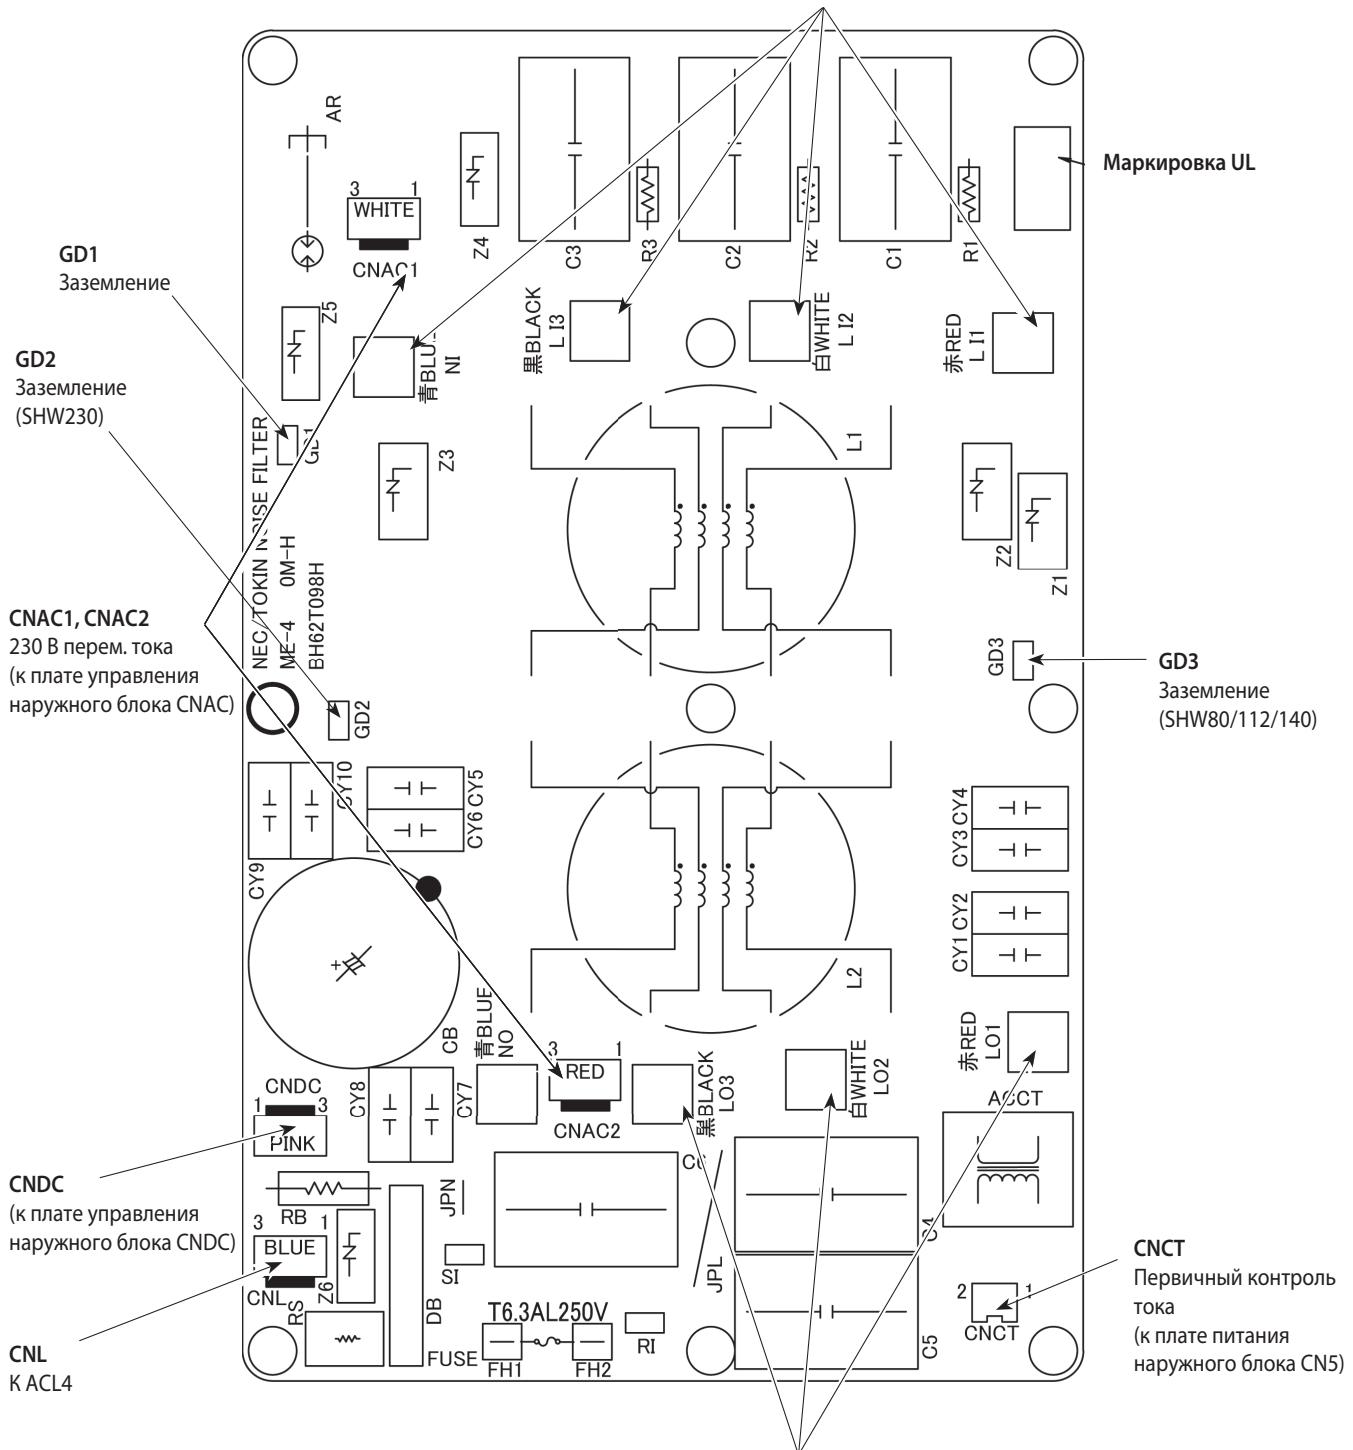 AR
3 1
WHITE
CNAC1
Z4
C3
R3
C2
R2
C1
R1
Маркировка UL
GD1
Заземление
GD2
Заземление
(SHW230)
Z5
青BLU
NI
黒BLACK
L I3
白WHITE
L I2
赤RED
L I1
GD1
Z3
L1
Z2
Z1
NEC TOKIN NOISE FILTER
ME-4 0M-H
BH62T098H
CNAC1, CNAC2
230 В перем. тока
(к плате управления
наружного блока CNAC)
GD2
GD3
GD3
Заземление
(SHW80/112/140)
CY10
CY9
CY5
CY6
CY4
CY3
CY2
CY1
L2
CB
青BLUE
NO
3 1
RED
CNAC2
黒BLACK
LO3
白WHITE
LO2
赤RED
LO1
ACCT
CNDC
1 3
PINK
CY8
CY7
CNDC
(к плате управления
наружного блока CNDC)
RB
JPN
C4
3 1
BLUE
CNL
Z6
RS
DB
SI
JPL
C5
T6.3AL250V
FUSE
FH1
FH2
RI
2 1
CNCT
CNCT
Первичный контроль
тока
(к плате питания
наружного блока CN5)
CNL
К ACL4